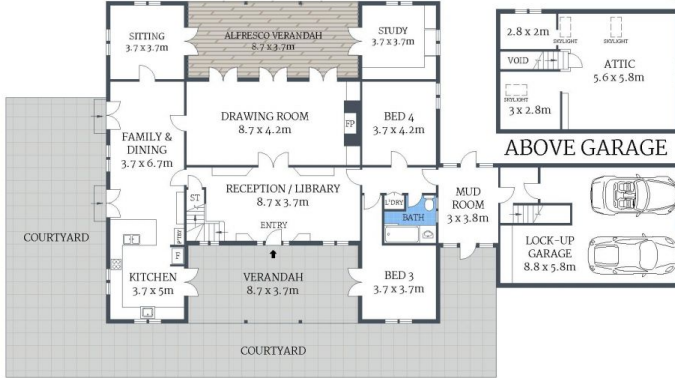 SITTING
3.7 x 3.7m
ALFRESCO VERANDAH
8.7 x 3.7m
STUDY
3.7 x 3.7m
2.8 x 2m
SKYLIGHT
SKYLIGHT
VOID
ATTIC
5.6 x 5.8m
SKYLIGHT
3 x 2.8m
ABOVE GARAGE
FAMILY &
DINING
3.7 x 6.7m
DRAWING ROOM
8.7 x 4.2m
FP
BED 4
3.7 x 4.2m
RECEPTION / LIBRARY
8.7 x 3.7m
ST
ENTRY
L'DRY
BATH
MUD
ROOM
3 x 3.8m
LOCK-UP
GARAGE
8.8 x 5.8m
COURTYARD
F
KITCHEN
3.7 x 5m
VERANDAH
8.7 x 3.7m
BED 3
3.7 x 3.7m
COURTYARD